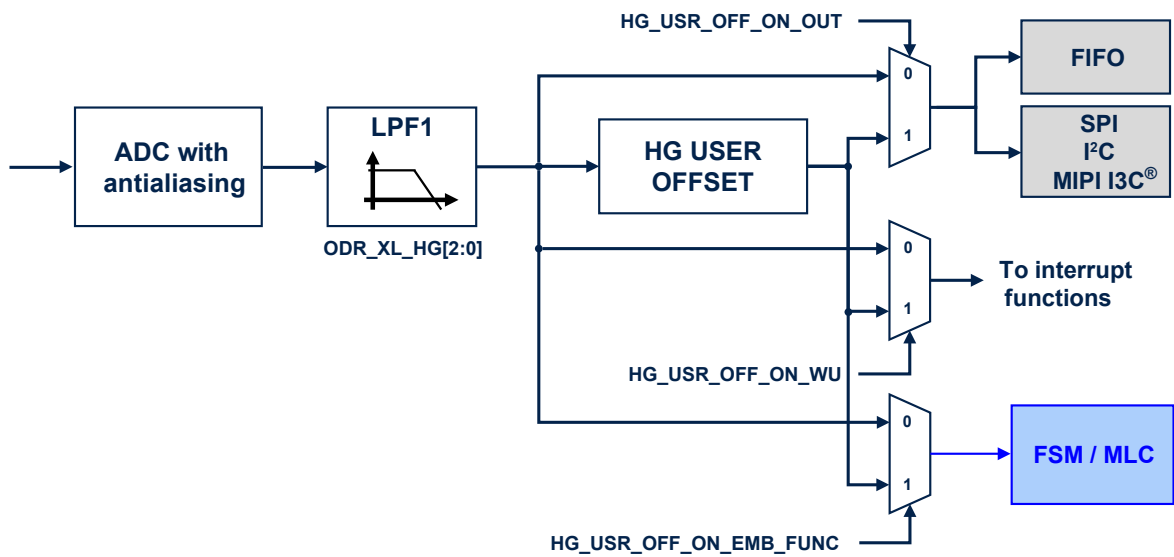 HG_USR_OFF_ON_OUT
0
1
FIFO
SPI
I²C
MIPI I3C®
ADC with
antialiasing
LPF1
ODR_XL_HG[2:0]
HG USER
OFFSET
0
1
To interrupt
functions
HG_USR_OFF_ON_WU
0
1
FSM / MLC
HG_USR_OFF_ON_EMB_FUNC